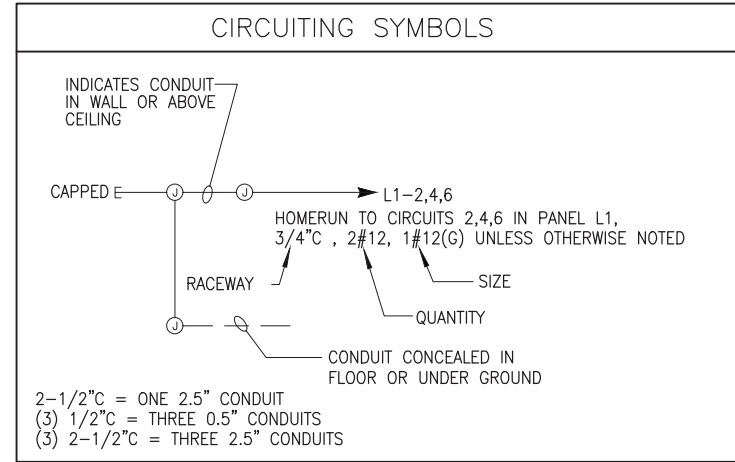 CIRCUITING SYMBOLS
INDICATES CONDUIT
IN WALL OR ABOVE
CEILING
CAPPED
J
J
L1-2,4,6
HOMERUN TO CIRCUITS 2,4,6 IN PANEL L1,
3/4"C , 2#12, 1#12(G) UNLESS OTHERWISE NOTED
RACEWAY
SIZE
QUANTITY
J
CONDUIT CONCEALED IN
FLOOR OR UNDER GROUND
2-1/2"C = ONE 2.5" CONDUIT
(3) 1/2"C = THREE 0.5" CONDUITS
(3) 2-1/2"C = THREE 2.5" CONDUITS